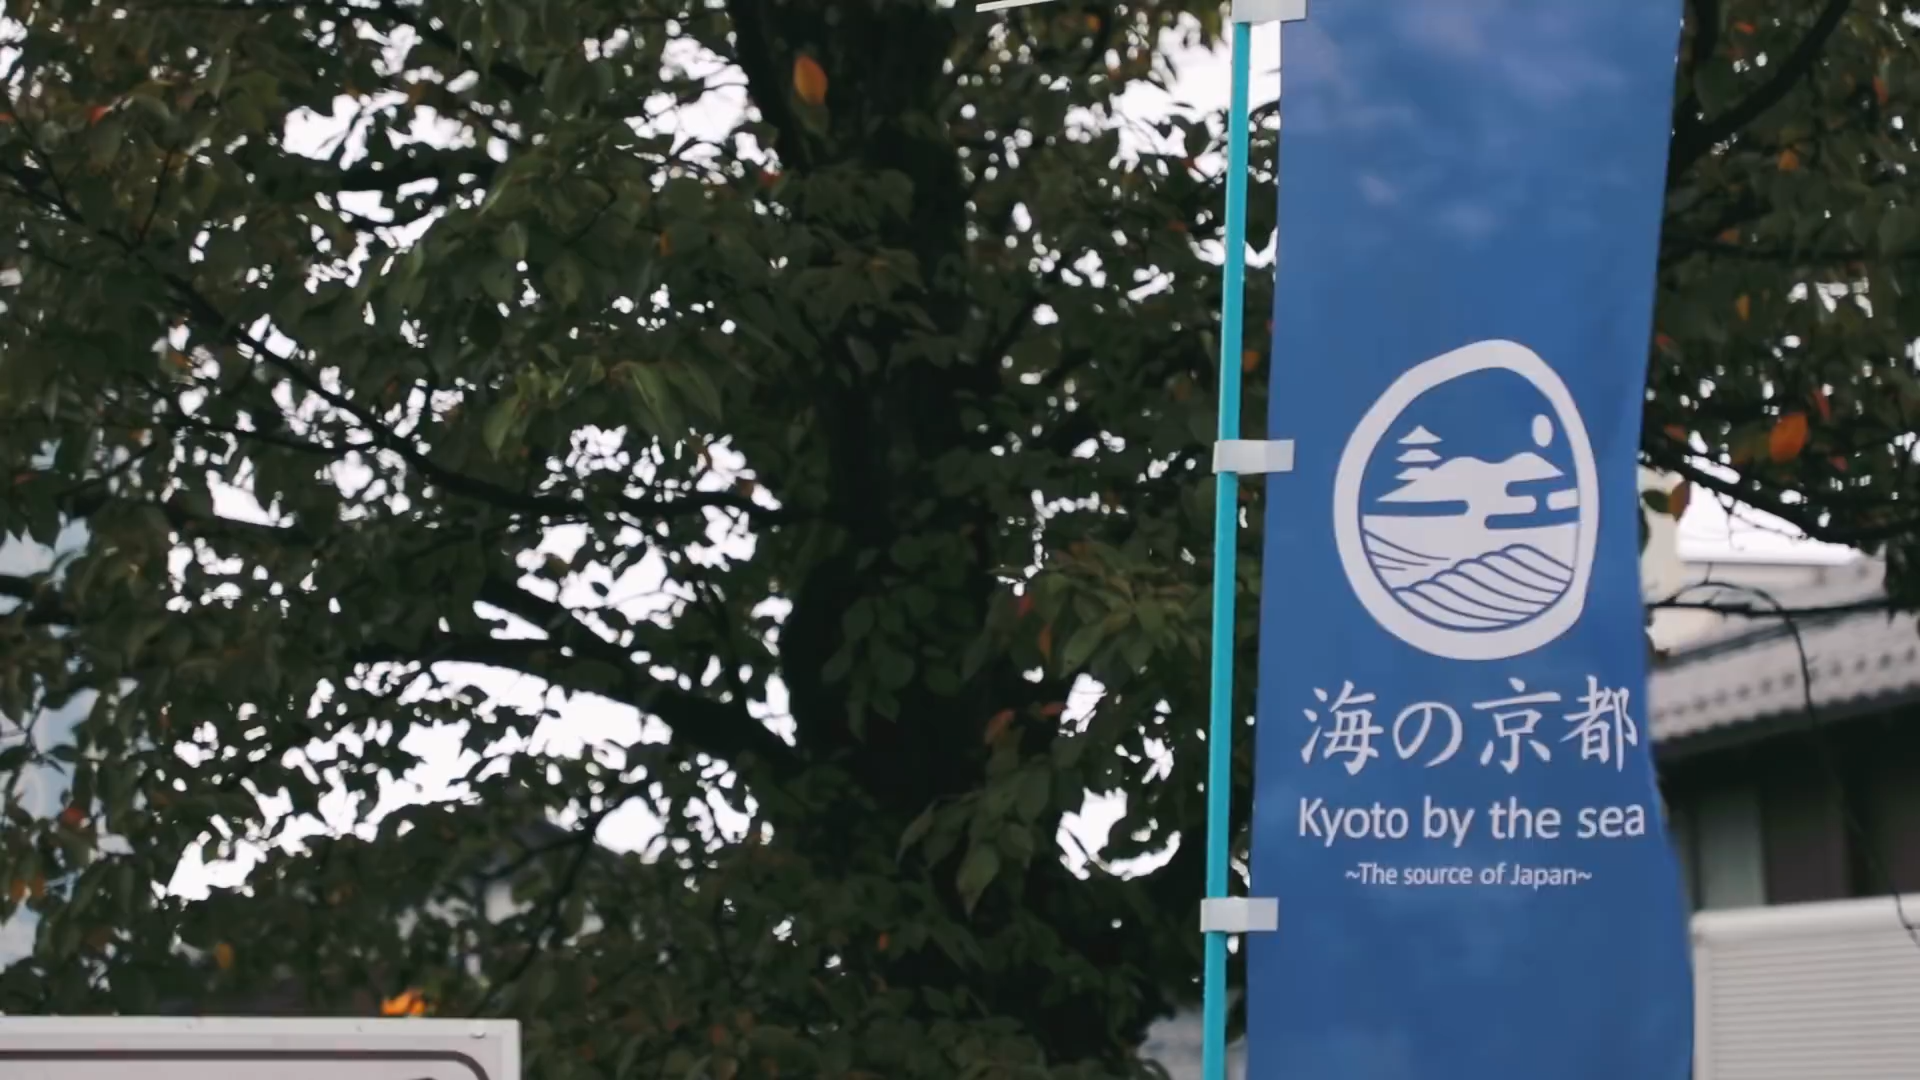 海の京都
Kyoto by the sea
~The source of Japan~